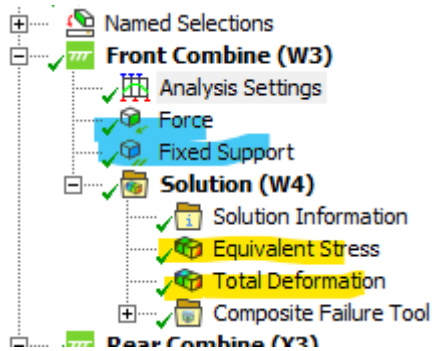 Named Selections
Front Combine (W3)
Analysis Settings
Force
Fixed Support
Solution (W4)
Solution Information
Equivalent Stress
Total Deformation
Composite Failure Tool
Rear Combine (X3)